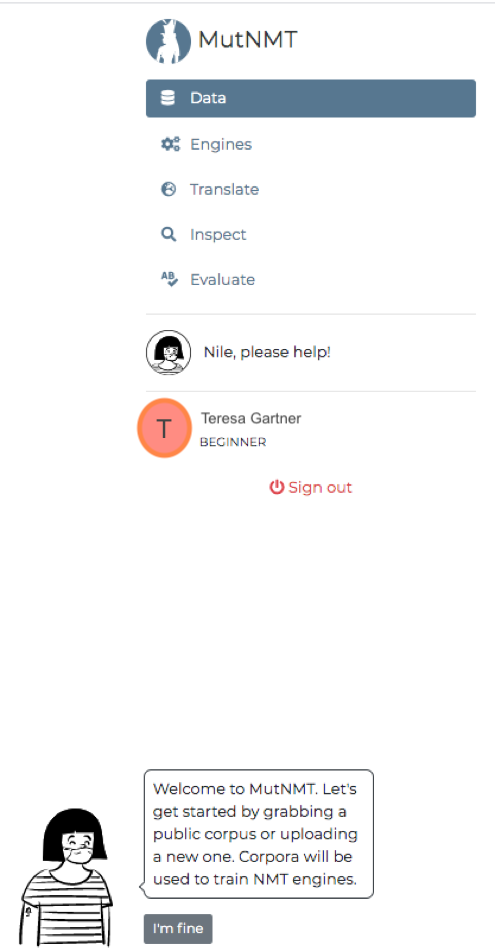 MutNMT
Data
Engines
Translate
Inspect
AB
Evaluate
Nile, please help!
T
Teresa Gartner
BEGINNER
Sign out
Welcome to MutNMT. Let's
get started by grabbing a
public corpus or uploading
a new one. Corpora will be
used to train NMT engines.
I'm fine